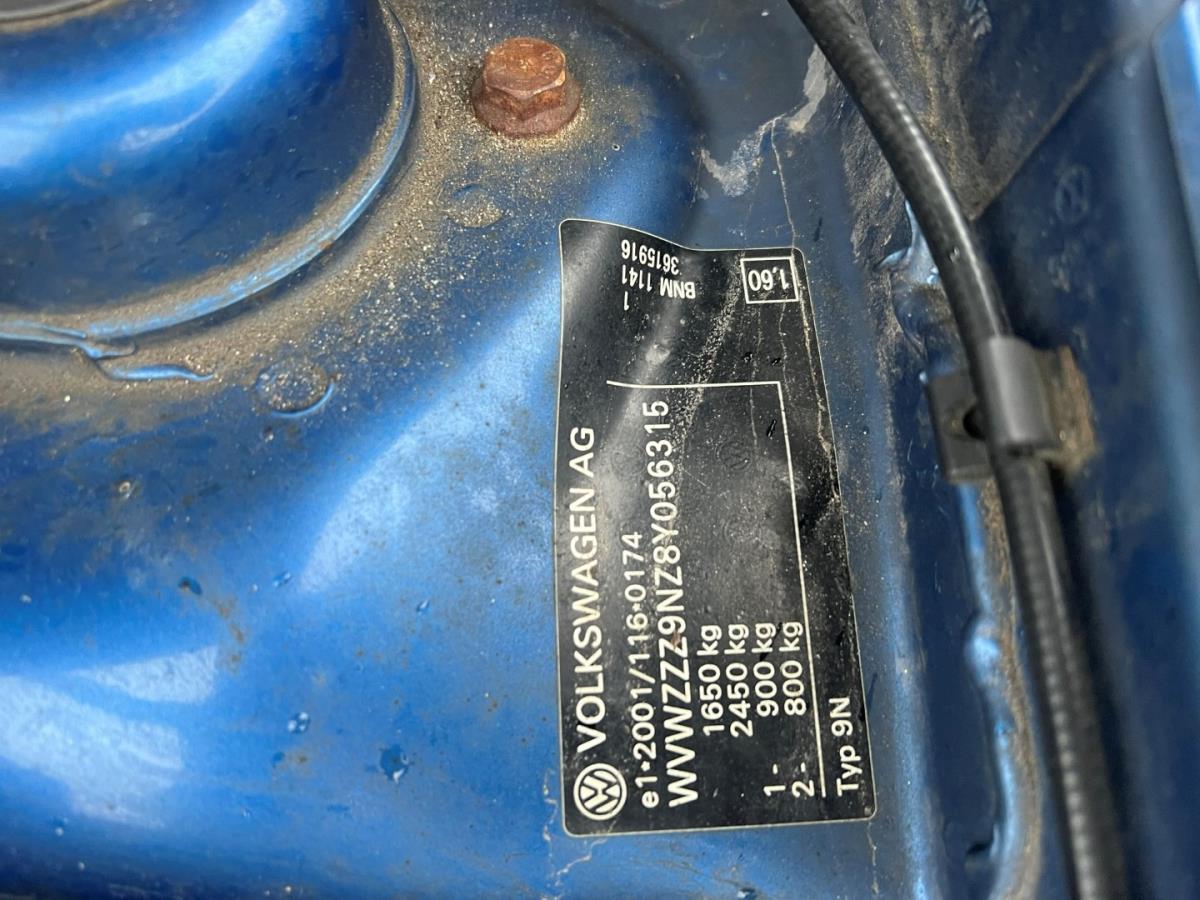 VOLKSWAGEN AG
e1*2001/116*0174
WVWZZZ9NZ8Y056315
1650 kg
2450 kg
1- 900 kg
2- 800 kg
Typ 9N
1
BNM 1141
3615916
1,60